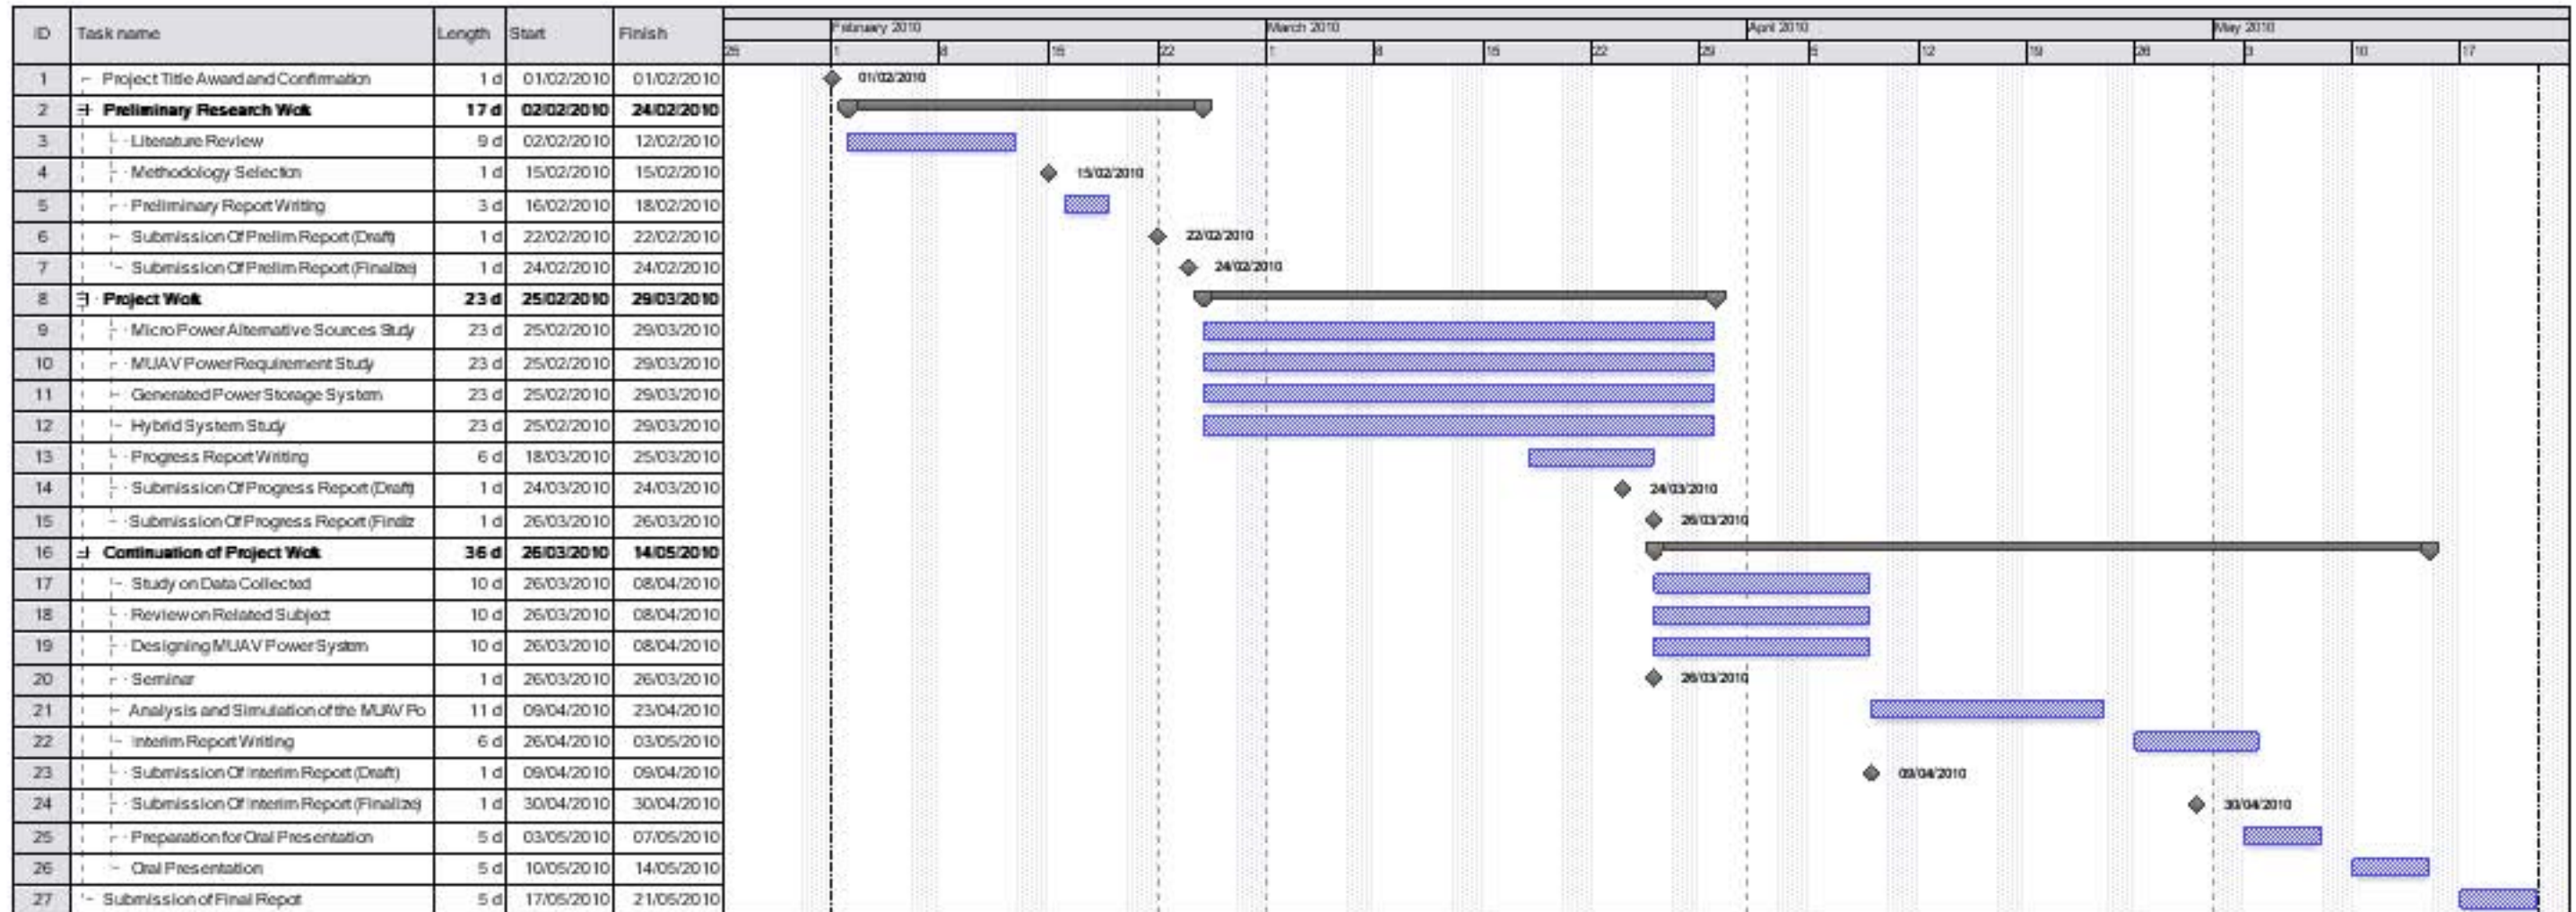 ID Task name Length Start Finish
February 2010 March 2010 April 2010 May 2010
25 1 8 15 22 1 8 15 22 29 5 12 19 26 3 10 17
1 Project Title Award and Confirmation 1 d 01/02/2010 01/02/2010 01/02/2010
2 Preliminary Research Wok 17 d 02/02/2010 24/02/2010
3 Literature Review 9 d 02/02/2010 12/02/2010
4 Methodology Selection 1 d 15/02/2010 15/02/2010 15/02/2010
5 Preliminary Report Writing 3 d 16/02/2010 18/02/2010
6 Submission Of Prelim Report (Draft) 1 d 22/02/2010 22/02/2010 22/02/2010
7 Submission Of Prelim Report (Finalize) 1 d 24/02/2010 24/02/2010 24/02/2010
8 Project Wok 23 d 25/02/2010 29/03/2010
9 Micro Power Alternative Sources Study 23 d 25/02/2010 29/03/2010
10 MUAV Power Requirement Study 23 d 25/02/2010 29/03/2010
11 Generated Power Storage System 23 d 25/02/2010 29/03/2010
12 Hybrid System Study 23 d 25/02/2010 29/03/2010
13 Progress Report Writing 6 d 18/03/2010 25/03/2010
14 Submission Of Progress Report (Draft) 1 d 24/03/2010 24/03/2010 24/03/2010
15 Submission Of Progress Report (Finaliz 1 d 26/03/2010 26/03/2010 26/03/2010
16 Continuation of Project Wok 36 d 26/03/2010 14/05/2010
17 Study on Data Collected 10 d 26/03/2010 08/04/2010
18 Review on Related Subject 10 d 26/03/2010 08/04/2010
19 Designing MUAV Power System 10 d 26/03/2010 08/04/2010
20 Seminar 1 d 26/03/2010 26/03/2010 26/03/2010
21 Analysis and Simulation of the MUAV Po 11 d 09/04/2010 23/04/2010
22 Interim Report Writing 6 d 26/04/2010 03/05/2010
23 Submission Of Interim Report (Draft) 1 d 09/04/2010 09/04/2010 09/04/2010
24 Submission Of Interim Report (Finalize) 1 d 30/04/2010 30/04/2010 30/04/2010
25 Preparation for Oral Presentation 5 d 03/05/2010 07/05/2010
26 Oral Presentation 5 d 10/05/2010 14/05/2010
27 Submission of Final Repot 5 d 17/05/2010 21/05/2010